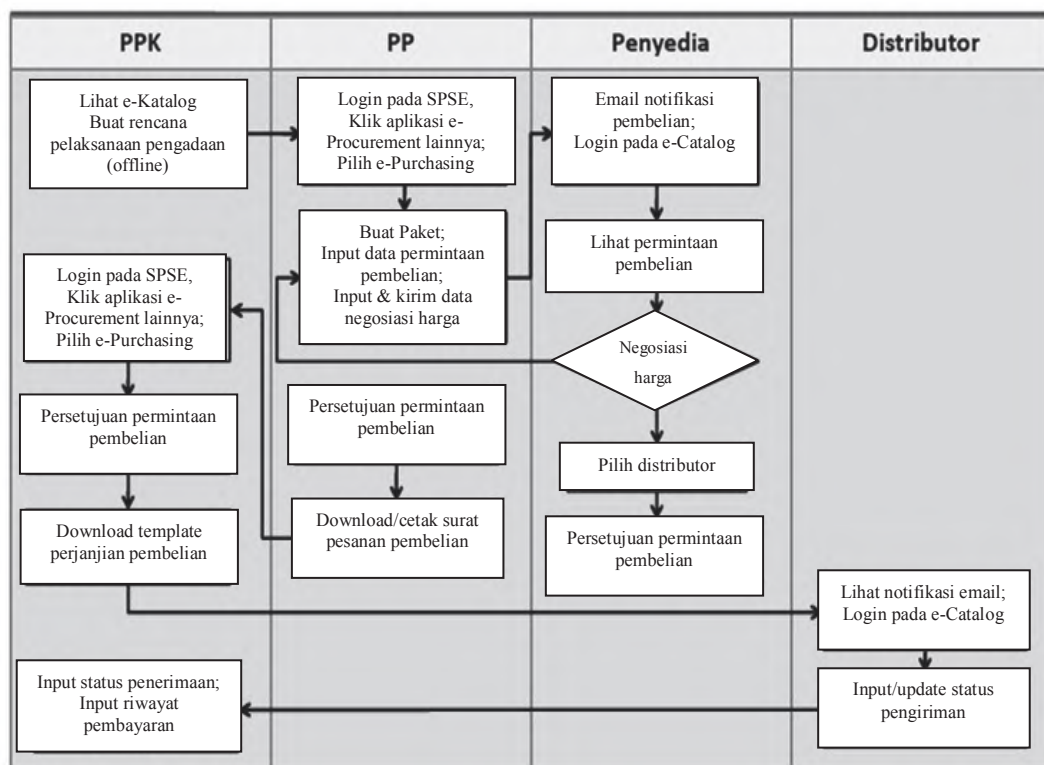 PPK
PP
Penyedia
Distributor
Lihat e-Katalog
Buat rencana
pelaksanaan pengadaan
(offline)
Login pada SPSE,
Klik aplikasi e-
Procurement lainnya;
Pilih e-Purchasing
Email notifikasi
pembelian;
Login pada e-Catalog
Buat Paket;
Input data permintaan
pembelian;
Input & kirim data
negosiasi harga
Lihat permintaan
pembelian
Login pada SPSE,
Klik aplikasi e-
Procurement lainnya;
Pilih e-Purchasing
Negosiasi
harga
Persetujuan permintaan
pembelian
Persetujuan permintaan
pembelian
Pilih distributor
Download template
perjanjian pembelian
Download/cetak surat
pesanan pembelian
Persetujuan permintaan
pembelian
Lihat notifikasi email;
Login pada e-Catalog
Input status penerimaan;
Input riwayat
pembayaran
Input/update status
pengiriman